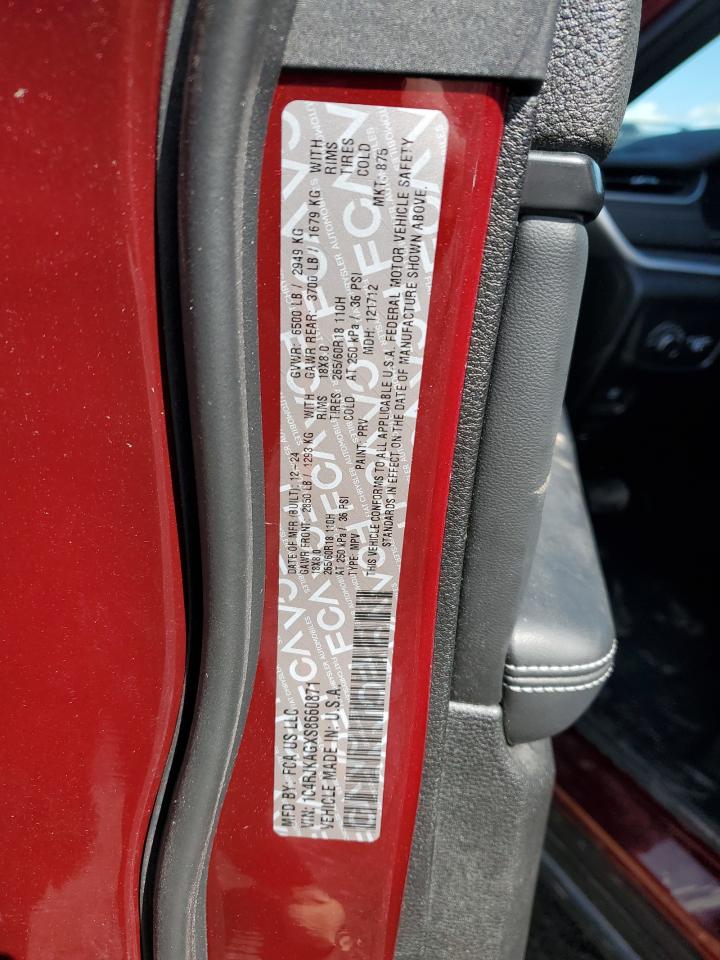 MFD BY: FCA US LLC
DATE OF MFR (BUILT): 12-24
GVWR: 6500 LB / 2949 KG
GAWR FRONT: 2850 LB / 1293 KG WITH
GAWR REAR: 3700 LB / 1679 KG WITH
18X8.0 RIMS
18X8.0 RIMS
265/60R18 110H TIRES
265/60R18 110H TIRES
AT 250 kPa / 36 PSI COLD
AT 250 kPa / 36 PSI COLD
VIN: 1C4RJKAGXS8660871
TYPE: MPV
PAINT: PRV
MDH: 121712
MKTG: 875
VEHICLE MADE IN: U.S.A.
THIS VEHICLE CONFORMS TO ALL APPLICABLE U.S.A. FEDERAL MOTOR VEHICLE SAFETY
STANDARDS IN EFFECT ON THE DATE OF MANUFACTURE SHOWN ABOVE.